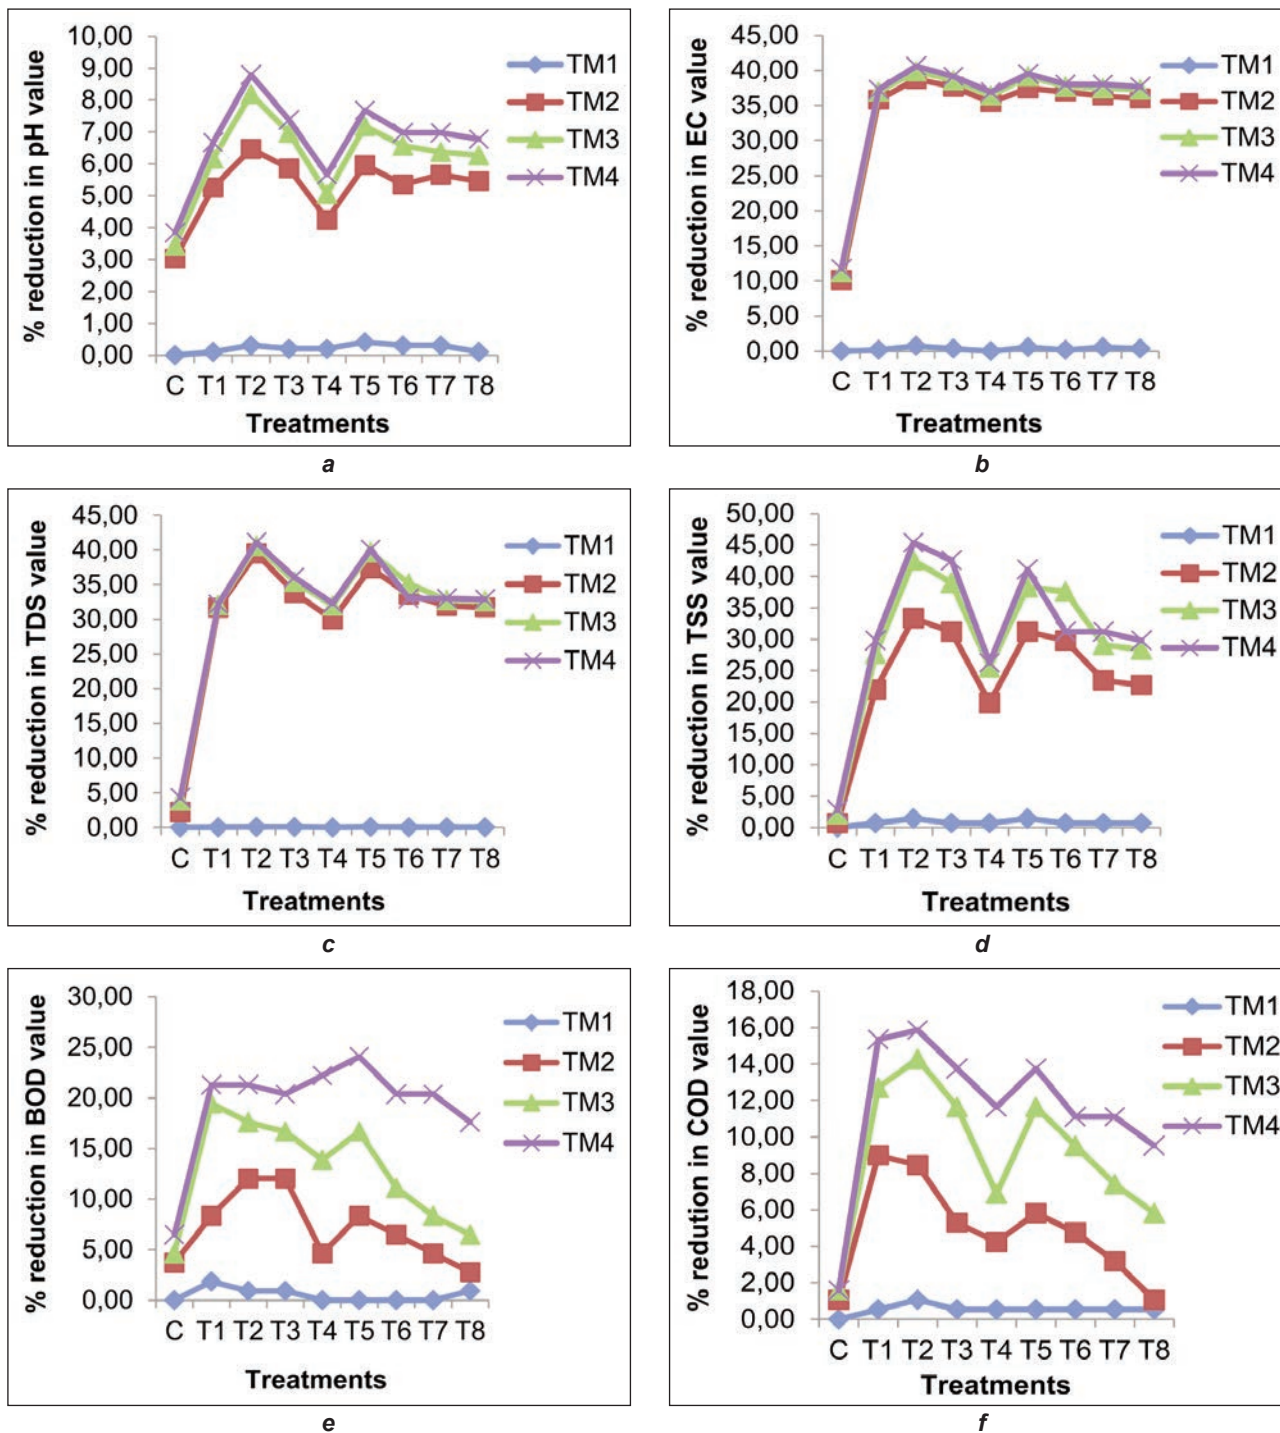 % reduction in pH value
10,00
9,00
8,00
7,00
6,00
5,00
4,00
3,00
2,00
1,00
0,00
C T1 T2 T3 T4 T5 T6 T7 T8
Treatments
TM1
TM2
TM3
TM4
a
% reduction in EC value
45,00
40,00
35,00
30,00
25,00
20,00
15,00
10,00
5,00
0,00
C T1 T2 T3 T4 T5 T6 T7 T8
Treatments
TM1
TM2
TM3
TM4
b
% reduction in TDS value
45,00
40,00
35,00
30,00
25,00
20,00
15,00
10,00
5,00
0,00
C T1 T2 T3 T4 T5 T6 T7 T8
Treatments
TM1
TM2
TM3
TM4
c
% reduction in TSS value
50,00
45,00
40,00
35,00
30,00
25,00
20,00
15,00
10,00
5,00
0,00
C T1 T2 T3 T4 T5 T6 T7 T8
Treatments
TM1
TM2
TM3
TM4
d
% reduction in BOD value
30,00
25,00
20,00
15,00
10,00
5,00
0,00
C T1 T2 T3 T4 T5 T6 T7 T8
Treatments
TM1
TM2
TM3
TM4
e
% redution in COD value
18,00
16,00
14,00
12,00
10,00
8,00
6,00
4,00
2,00
0,00
C T1 T2 T3 T4 T5 T6 T7 T8
Treatments
TM1
TM2
TM3
TM4
f